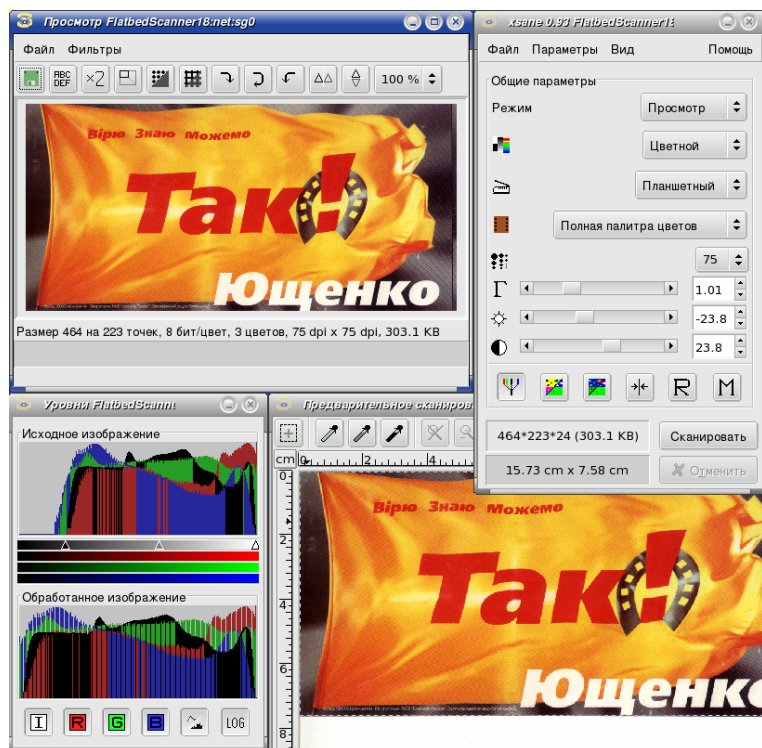 Просмотр FlatbedScanner18:net:sg0
Файл Фильтры
ABC
DEF
×2
100 %
Вірю Знаю Можемо
Так!
Ющенко
Размер 464 на 223 точек, 8 бит/цвет, 3 цветов, 75 dpi x 75 dpi, 303.1 KB
xsane 0.93 FlatbedScanner18
Файл Параметры Вид Помощь
Общие параметры
Режим Просмотр
Цветной
Планшетный
Полная палитра цветов
75
Γ 1.01
-23.8
23.8
R M
464*223*24 (303.1 KB) Сканировать
15.73 cm x 7.58 cm Отменить
Уровни FlatbedScann
Исходное изображение
Обработанное изображение
I R G B LOG
Предварительное сканиров
cm 0 2 4
0
2
4
6
8
Вірю Знаю Можемо
Так!
Ющенко